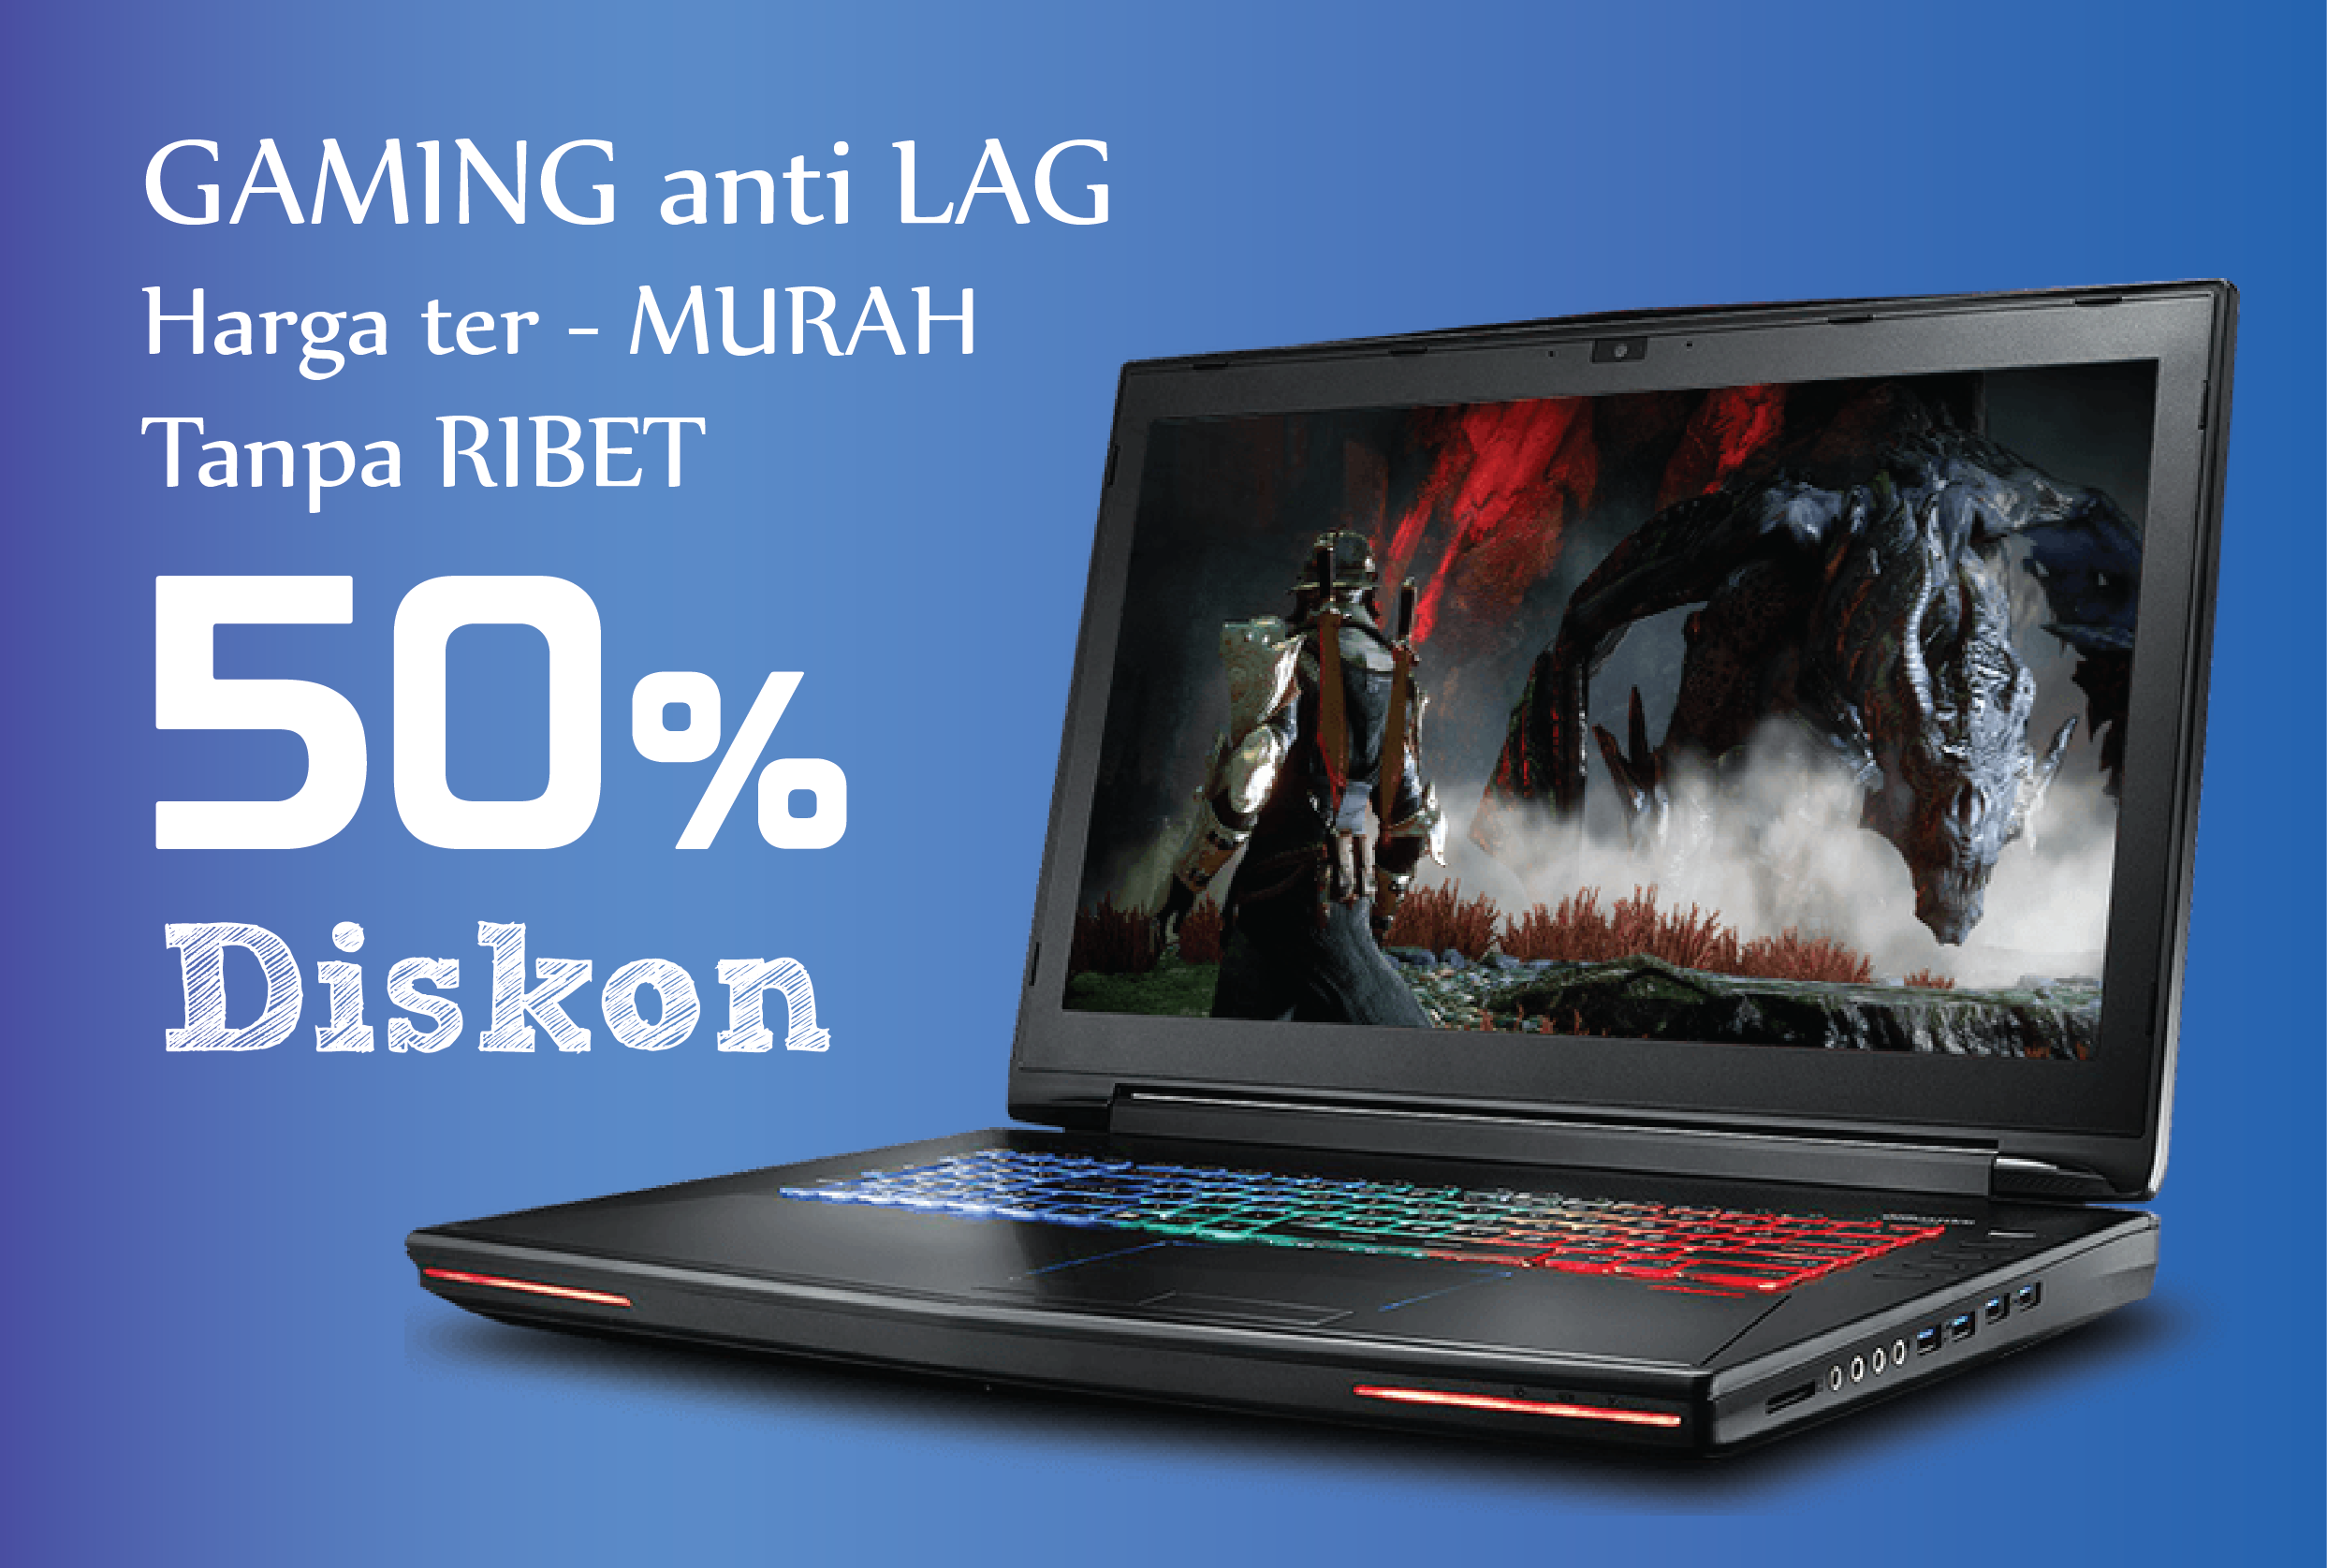 GAMING anti LAG
Harga ter - MURAH
Tanpa RIBET
50%
Diskon